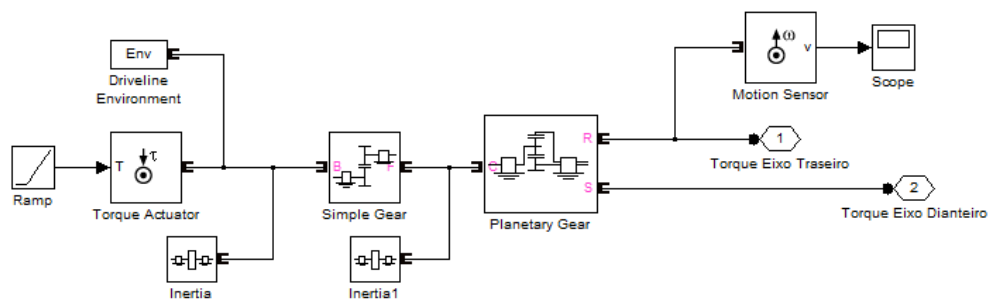 Env
Driveline
Environment
ω
v
Motion Sensor
Scope
Ramp
T
τ
Torque Actuator
B
F
Simple Gear
C
R
S
Planetary Gear
1
Torque Eixo Traseiro
2
Torque Eixo Dianteiro
Inertia
Inertia1